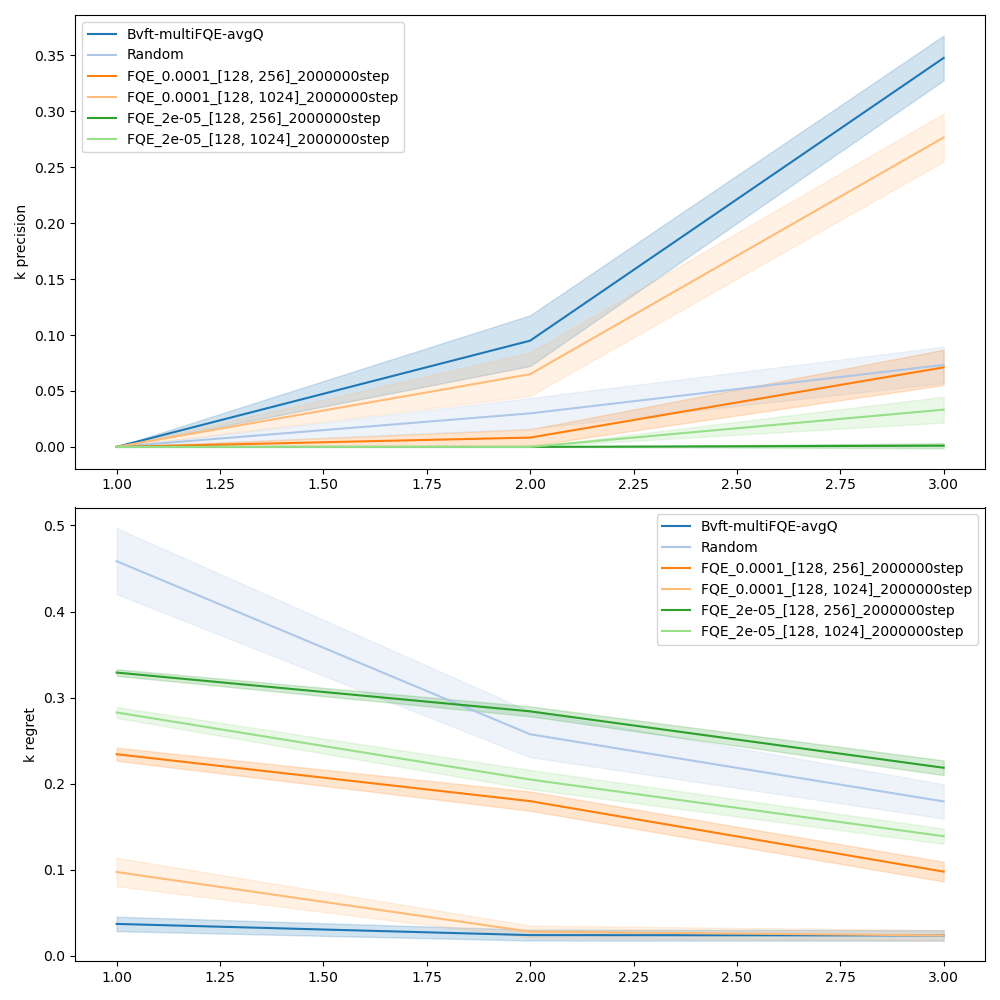 Bvft-multiFQE-avgQ
Random
FQE_0.0001_[128, 256]_2000000step
FQE_0.0001_[128, 1024]_2000000step
FQE_2e-05_[128, 256]_2000000step
FQE_2e-05_[128, 1024]_2000000step
k precision
0.35
0.30
0.25
0.20
0.15
0.10
0.05
0.00
1.00 1.25 1.50 1.75 2.00 2.25 2.50 2.75 3.00
Bvft-multiFQE-avgQ
Random
FQE_0.0001_[128, 256]_2000000step
FQE_0.0001_[128, 1024]_2000000step
FQE_2e-05_[128, 256]_2000000step
FQE_2e-05_[128, 1024]_2000000step
k regret
0.5
0.4
0.3
0.2
0.1
0.0
1.00 1.25 1.50 1.75 2.00 2.25 2.50 2.75 3.00